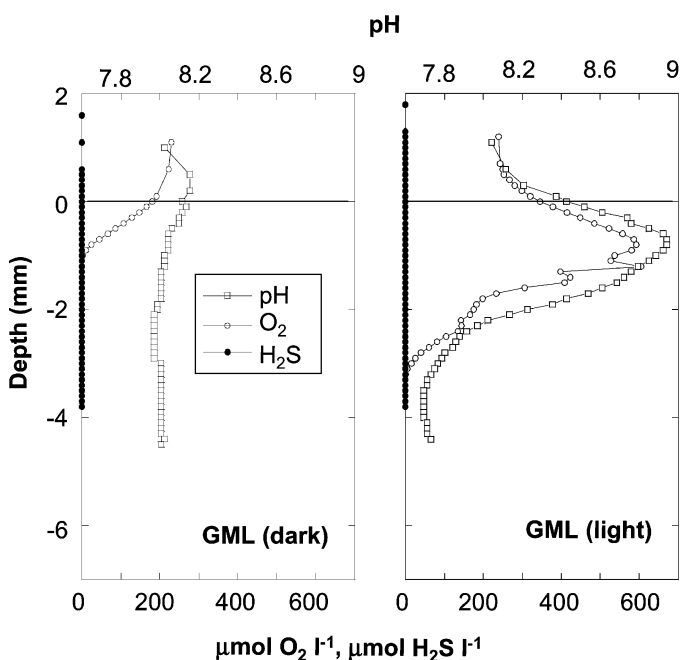 pH
7.8 8.2 8.6 9 7.8 8.2 8.6 9
2
0
-2
-4
-6
Depth (mm)
pH
O₂
H₂S
GML (dark)
GML (light)
0 200 400 600 0 200 400 600
μmol O₂ l⁻¹, μmol H₂S l⁻¹